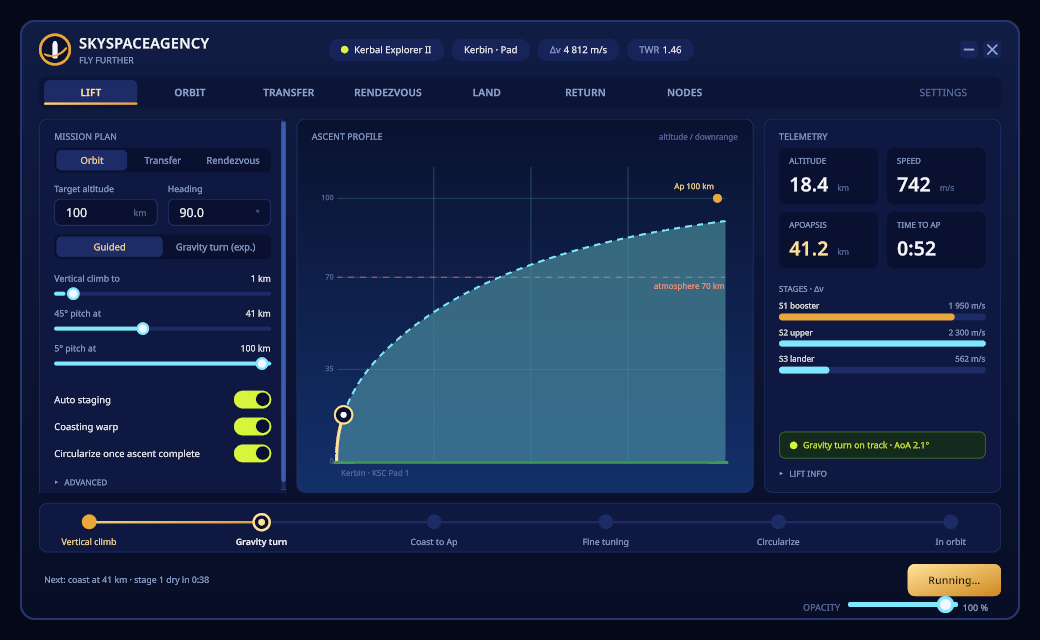 SKYSPACEAGENCY
FLY FURTHER
Kerbal Explorer II
Kerbin · Pad
Δv 4 812 m/s
TWR 1.46
LIFT
ORBIT
TRANSFER
RENDEZVOUS
LAND
RETURN
NODES
SETTINGS
MISSION PLAN
Orbit
Transfer
Rendezvous
Target altitude
Heading
100 km
90.0 °
Guided
Gravity turn (exp.)
Vertical climb to 1 km
45° pitch at 41 km
5° pitch at 100 km
Auto staging
Coasting warp
Circularize once ascent complete
ADVANCED
ASCENT PROFILE
altitude / downrange
Ap 100 km
100
70
atmosphere 70 km
35
0
Kerbin · KSC Pad 1
TELEMETRY
ALTITUDE
18.4 km
SPEED
742 m/s
APOAPSIS
41.2 km
TIME TO AP
0:52
STAGES · Δv
S1 booster 1 950 m/s
S2 upper 2 300 m/s
S3 lander 562 m/s
Gravity turn on track · AoA 2.1°
LIFT INFO
Vertical climb
Gravity turn
Coast to Ap
Fine tuning
Circularize
In orbit
Next: coast at 41 km · stage 1 dry in 0:38
Running...
OPACITY
100 %